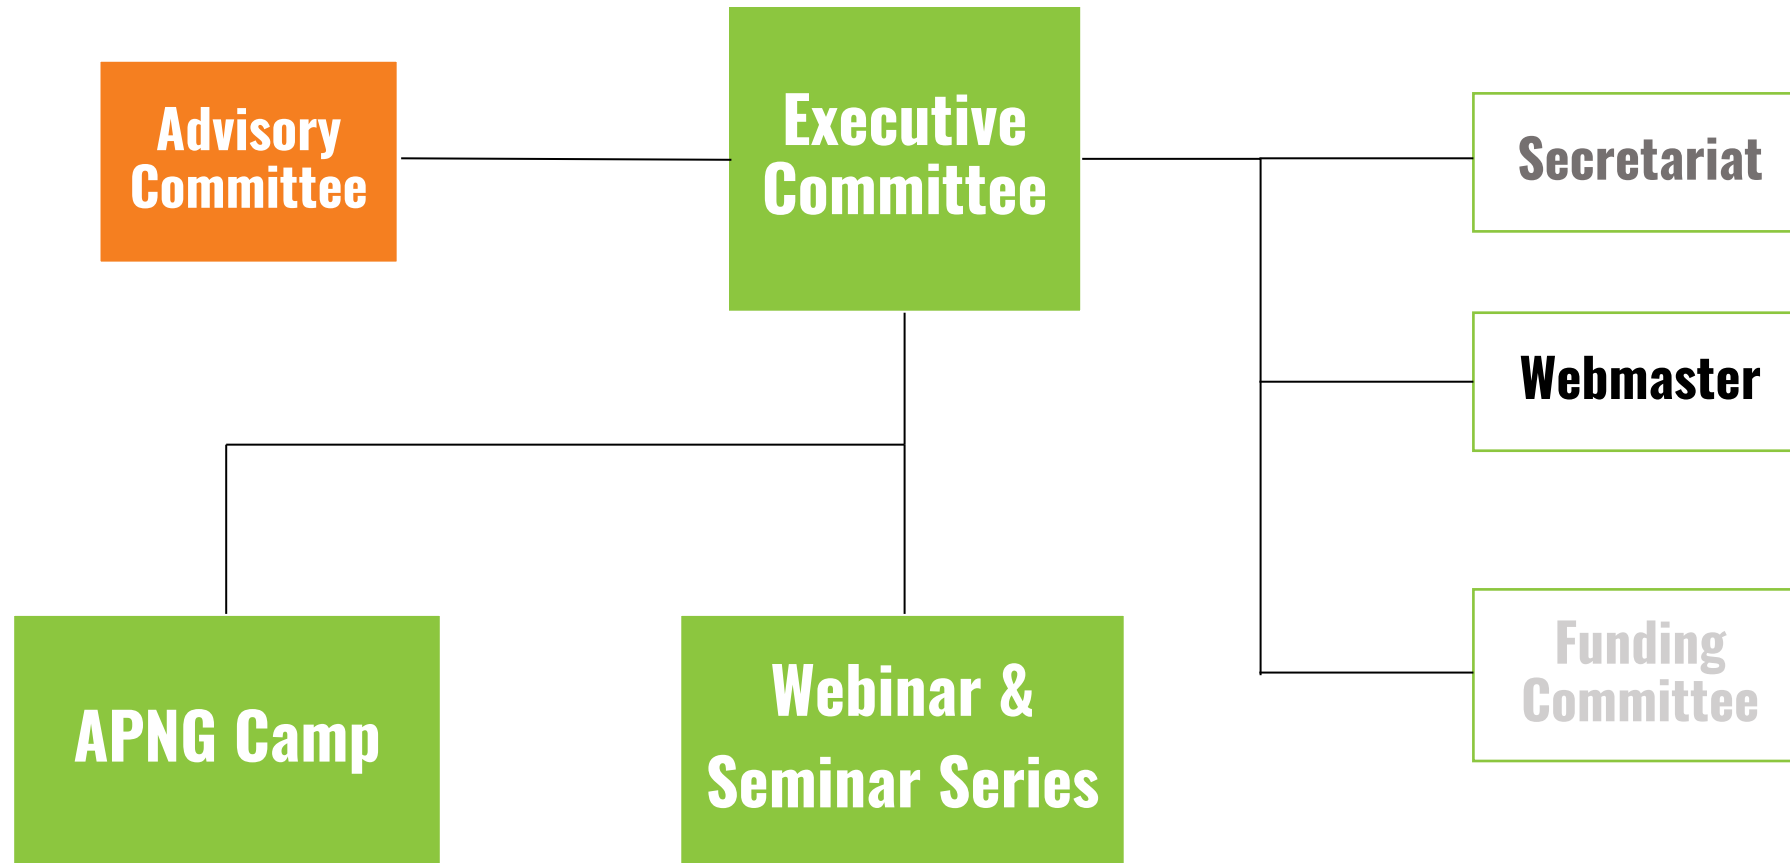 Advisory
Committee
Executive
Committee
Secretariat
Webmaster
Funding
Committee
APNG Camp
Webinar &
Seminar Series